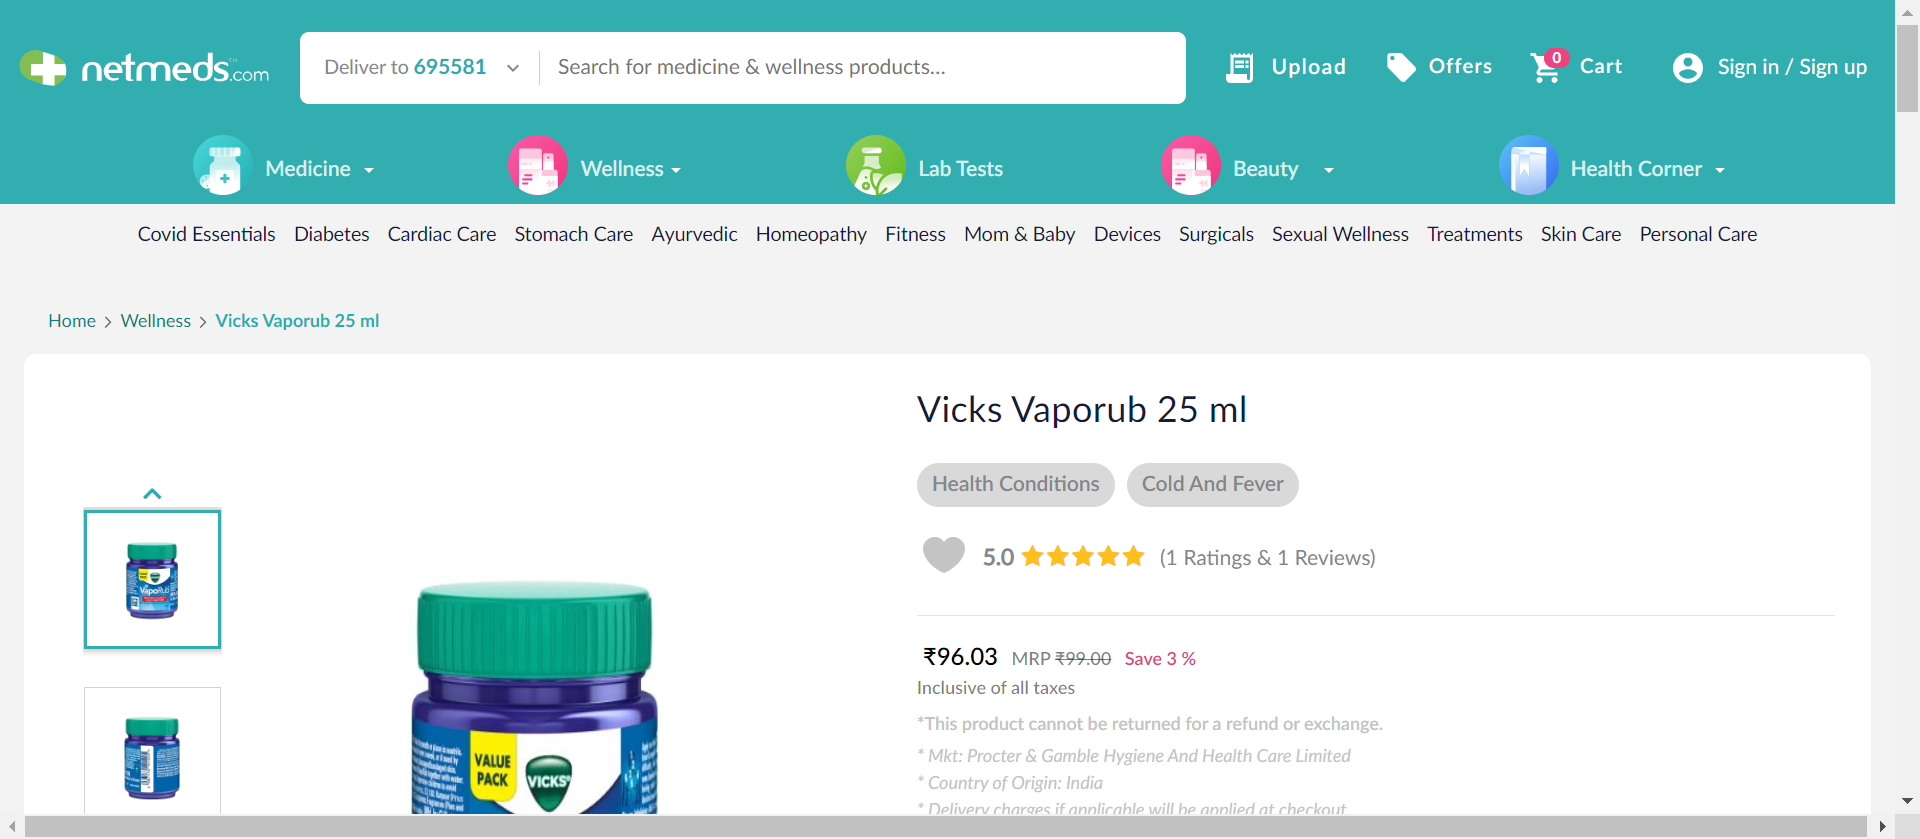 netmeds.com
Deliver to 695581
Search for medicine & wellness products...
Upload
Offers
0
Cart
Sign in / Sign up
Medicine
Wellness
Lab Tests
Beauty
Health Corner
Covid Essentials Diabetes Cardiac Care Stomach Care Ayurvedic Homeopathy Fitness Mom & Baby Devices Surgicals Sexual Wellness Treatments Skin Care Personal Care
Home > Wellness > Vicks Vaporub 25 ml
Vicks Vaporub 25 ml
Health Conditions
Cold And Fever
5.0 (1 Ratings & 1 Reviews)
₹96.03 MRP ₹99.00 Save 3 %
Inclusive of all taxes
*This product cannot be returned for a refund or exchange.
* Mkt: Procter & Gamble Hygiene And Health Care Limited
* Country of Origin: India
* Delivery charges if applicable will be applied at checkout
VapoRub
VALUE
PACK
VICKS